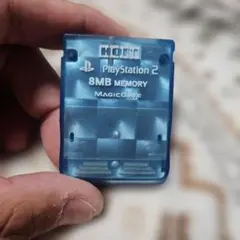 HORI
PlayStation 2
8MB MEMORY
MAGICGATE